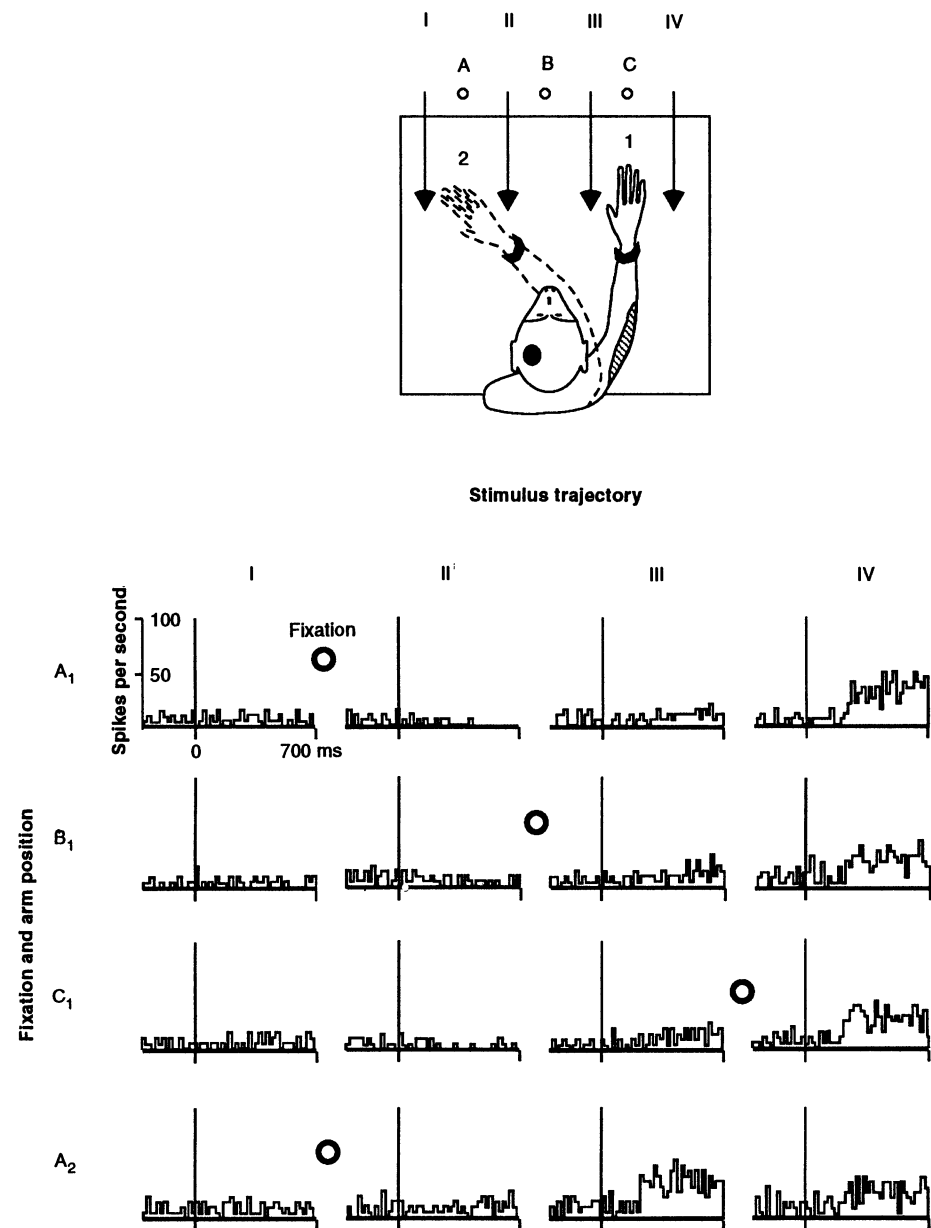 I II III IV
A B C
1
2
Stimulus trajectory
I II III IV
Spikes per second
100
50
Fixation
0 700 ms
Fixation and arm position
A1
B1
C1
A2